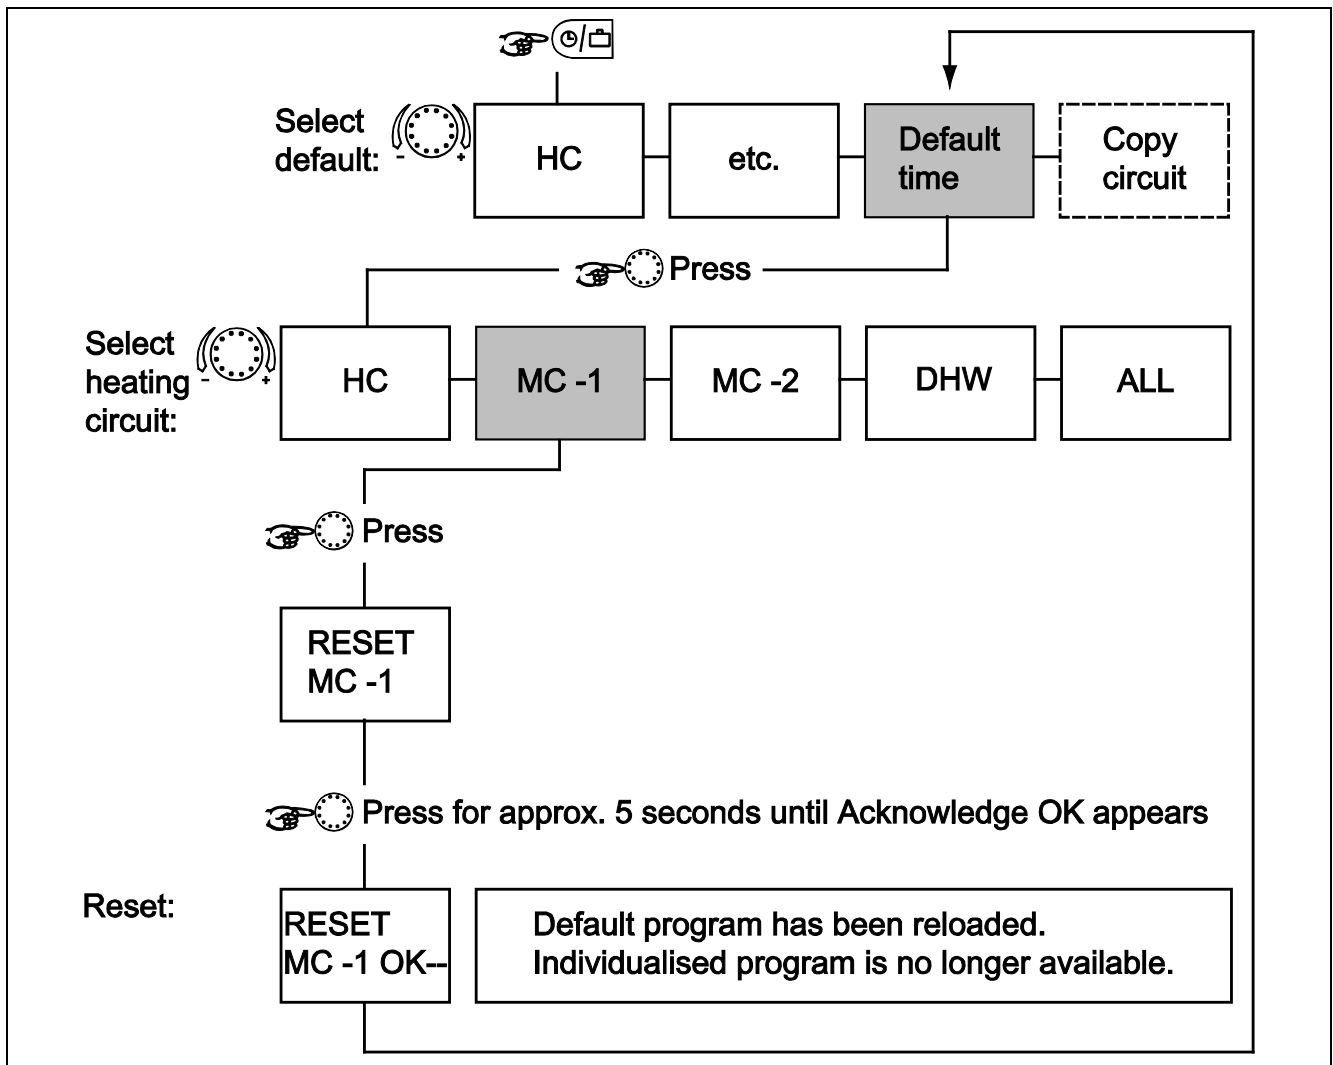 Select
default:
- +
HC
etc.
Default
time
Copy
circuit
Press
Select
heating
circuit:
- +
HC
MC -1
MC -2
DHW
ALL
Press
RESET
MC -1
Press for approx. 5 seconds until Acknowledge OK appears
Reset:
RESET
MC -1 OK--
Default program has been reloaded.
Individualised program is no longer available.